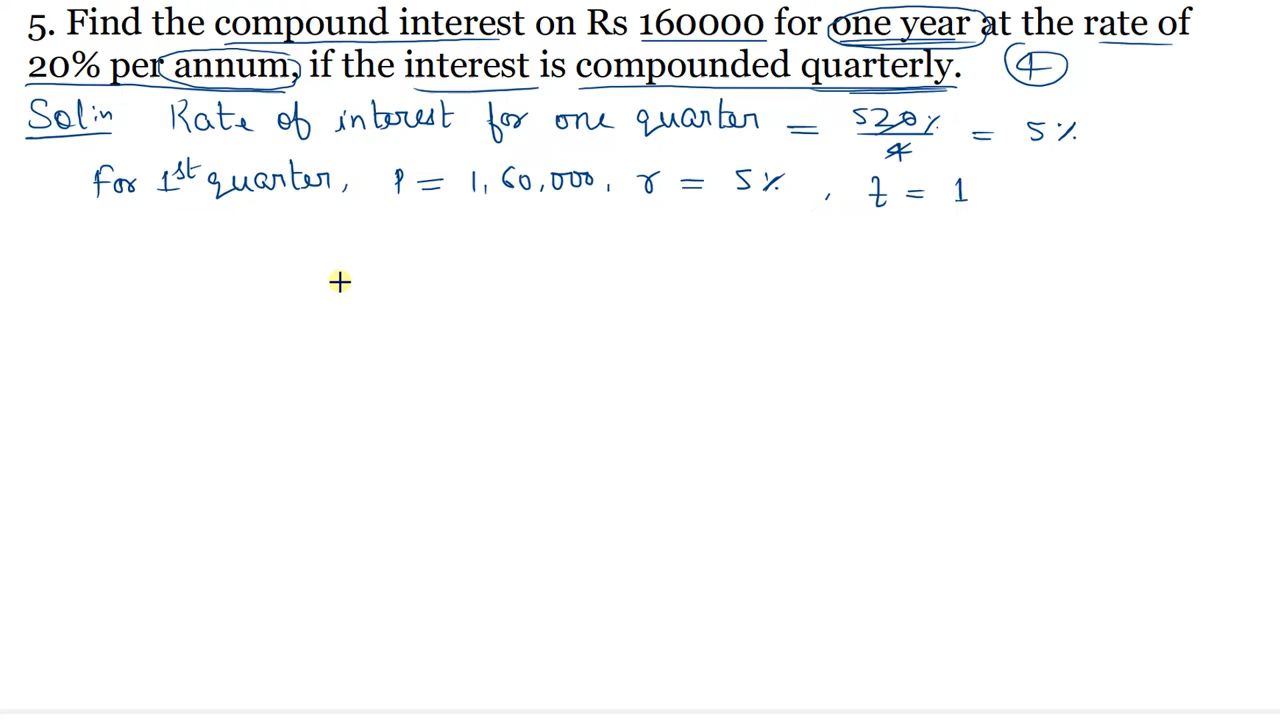 5. Find the compound interest on Rs 160000 for one year at the rate of
20% per annum, if the interest is compounded quarterly. 4
Sol:n Rate of interest for one quarter = 5 20% / 4 = 5%
for 1st quarter, P = 1,60,000, r = 5%, t = 1